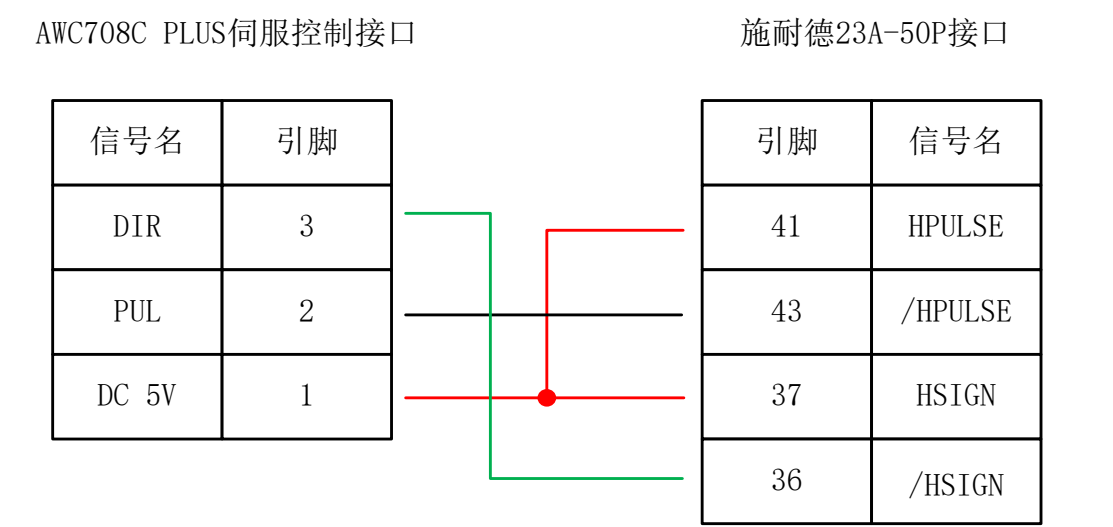 AWC708C PLUS伺服控制接口
施耐德23A-50P接口
信号名 引脚
DIR 3
PUL 2
DC 5V 1
引脚 信号名
41 HPULSE
43 /HPULSE
37 HSIGN
36 /HSIGN